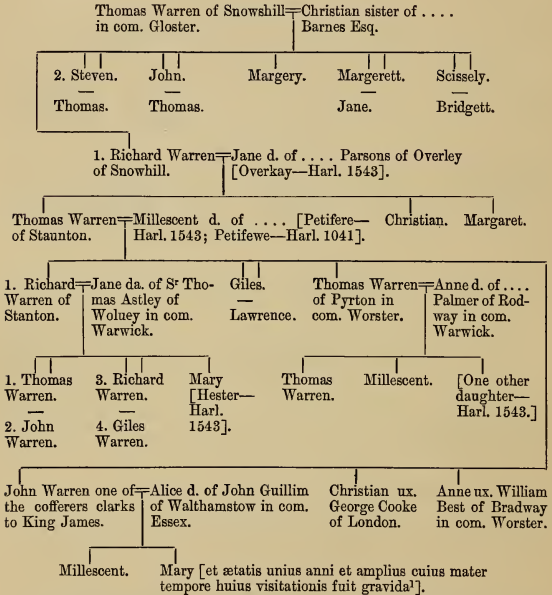 Thomas Warren of Snowshill=Christian sister of . . . .
in com. Gloster. Barnes Esq.
2. Steven. John. Margery. Margerett. Scissely.
— — — —
Thomas. Thomas. Jane. Bridgett.
1. Richard Warren=Jane d. of . . . . Parsons of Overley
of Snowhill. [Overkay—Harl. 1543].
Thomas Warren=Millescent d. of . . . . [Petifere— Christian. Margaret.
of Staunton. Harl. 1543; Petifewe—Harl. 1041].
1. Richard=Jane da. of Sr Tho- Giles. Thomas Warren=Anne d. of . . . .
Warren of mas Astley of — of Pyrton in Palmer of Rod-
Stanton. Woluey in com. Lawrence. com. Worster. way in com.
Warwick. Warwick.
1. Thomas 3. Richard Mary Thomas Millescent. [One other
Warren. Warren. [Hester— Warren. daughter—
— — Harl. Harl. 1543.]
2. John 4. Giles 1543].
Warren. Warren.
John Warren one of=Alice d. of John Guillim Christian ux. Anne ux. William
the cofferers clarks of Walthamstow in com. George Cooke Best of Bradway
to King James. Essex. of London. in com. Worster.
Millescent. Mary [et ætatis unius anni et amplius cuius mater
tempore huius visitationis fuit gravida¹].